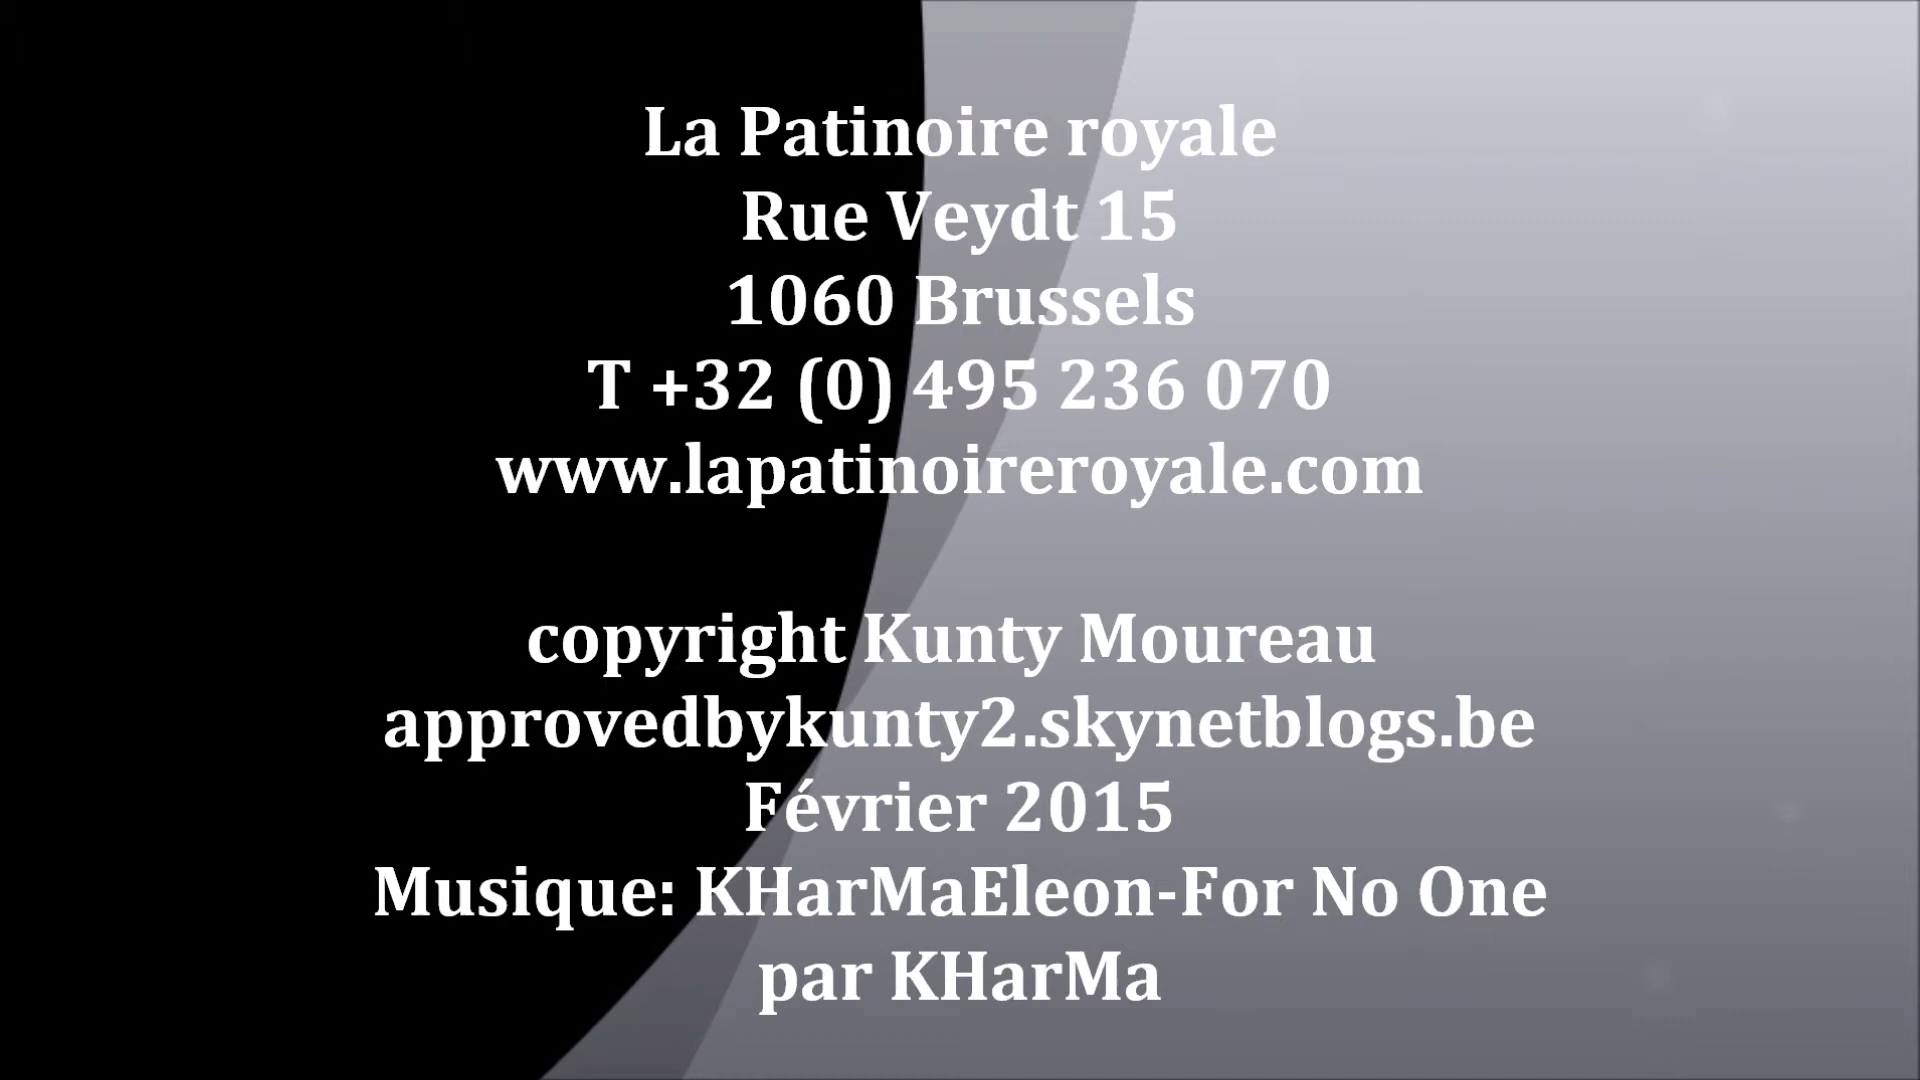 La Patinoire royale
Rue Veydt 15
1060 Brussels
T +32 (0) 495 236 070
www.lapatinoireroyale.com
copyright Kunty Moureau
approvedbykunty2.skynetblogs.be
Février 2015
Musique: KHarMaEleon-For No One
par KHarMa